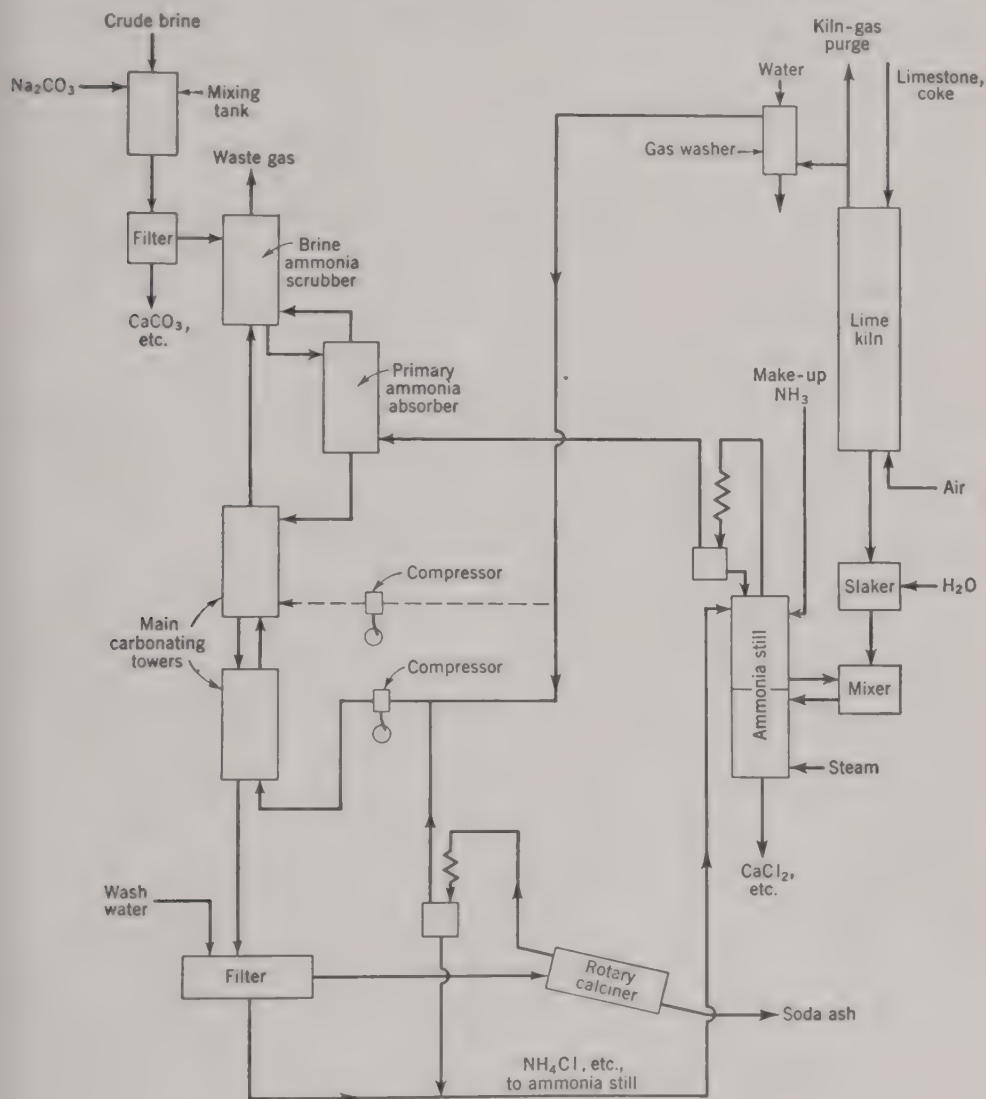 Crude brine
Na₂CO₃
Mixing
tank
Filter
CaCO₃,
etc.
Waste gas
Brine
ammonia
scrubber
Primary
ammonia
absorber
Kiln-gas
purge
Water
Limestone,
coke
Gas washer
Lime
kiln
Make-up
NH₃
Air
Slaker
H₂O
Mixer
Ammonia still
Steam
CaCl₂,
etc.
Compressor
Main
carbonating
towers
Compressor
Wash
water
Filter
Rotary
calciner
Soda ash
NH₄Cl, etc.,
to ammonia still